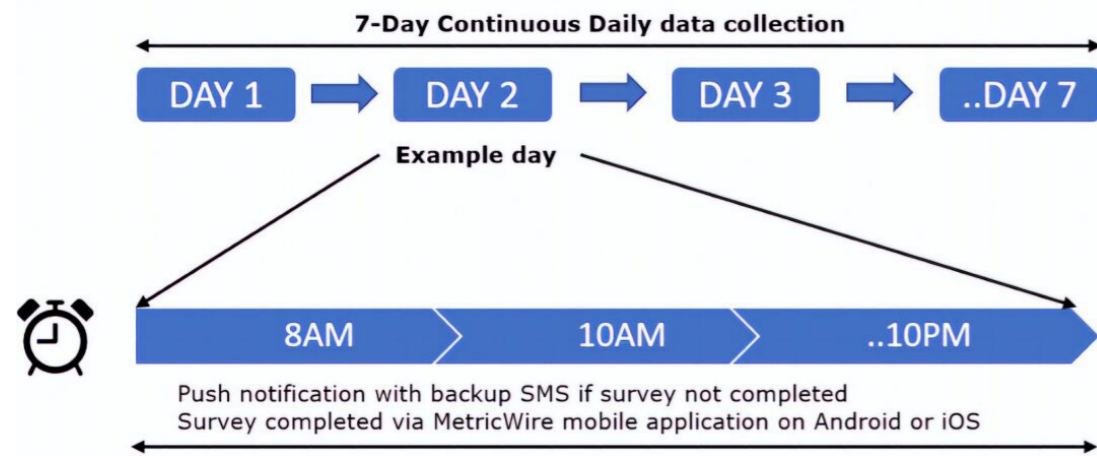 7-Day Continuous Daily data collection
DAY 1 DAY 2 DAY 3 ..DAY 7
Example day
8AM 10AM ..10PM
Push notification with backup SMS if survey not completed
Survey completed via MetricWire mobile application on Android or iOS